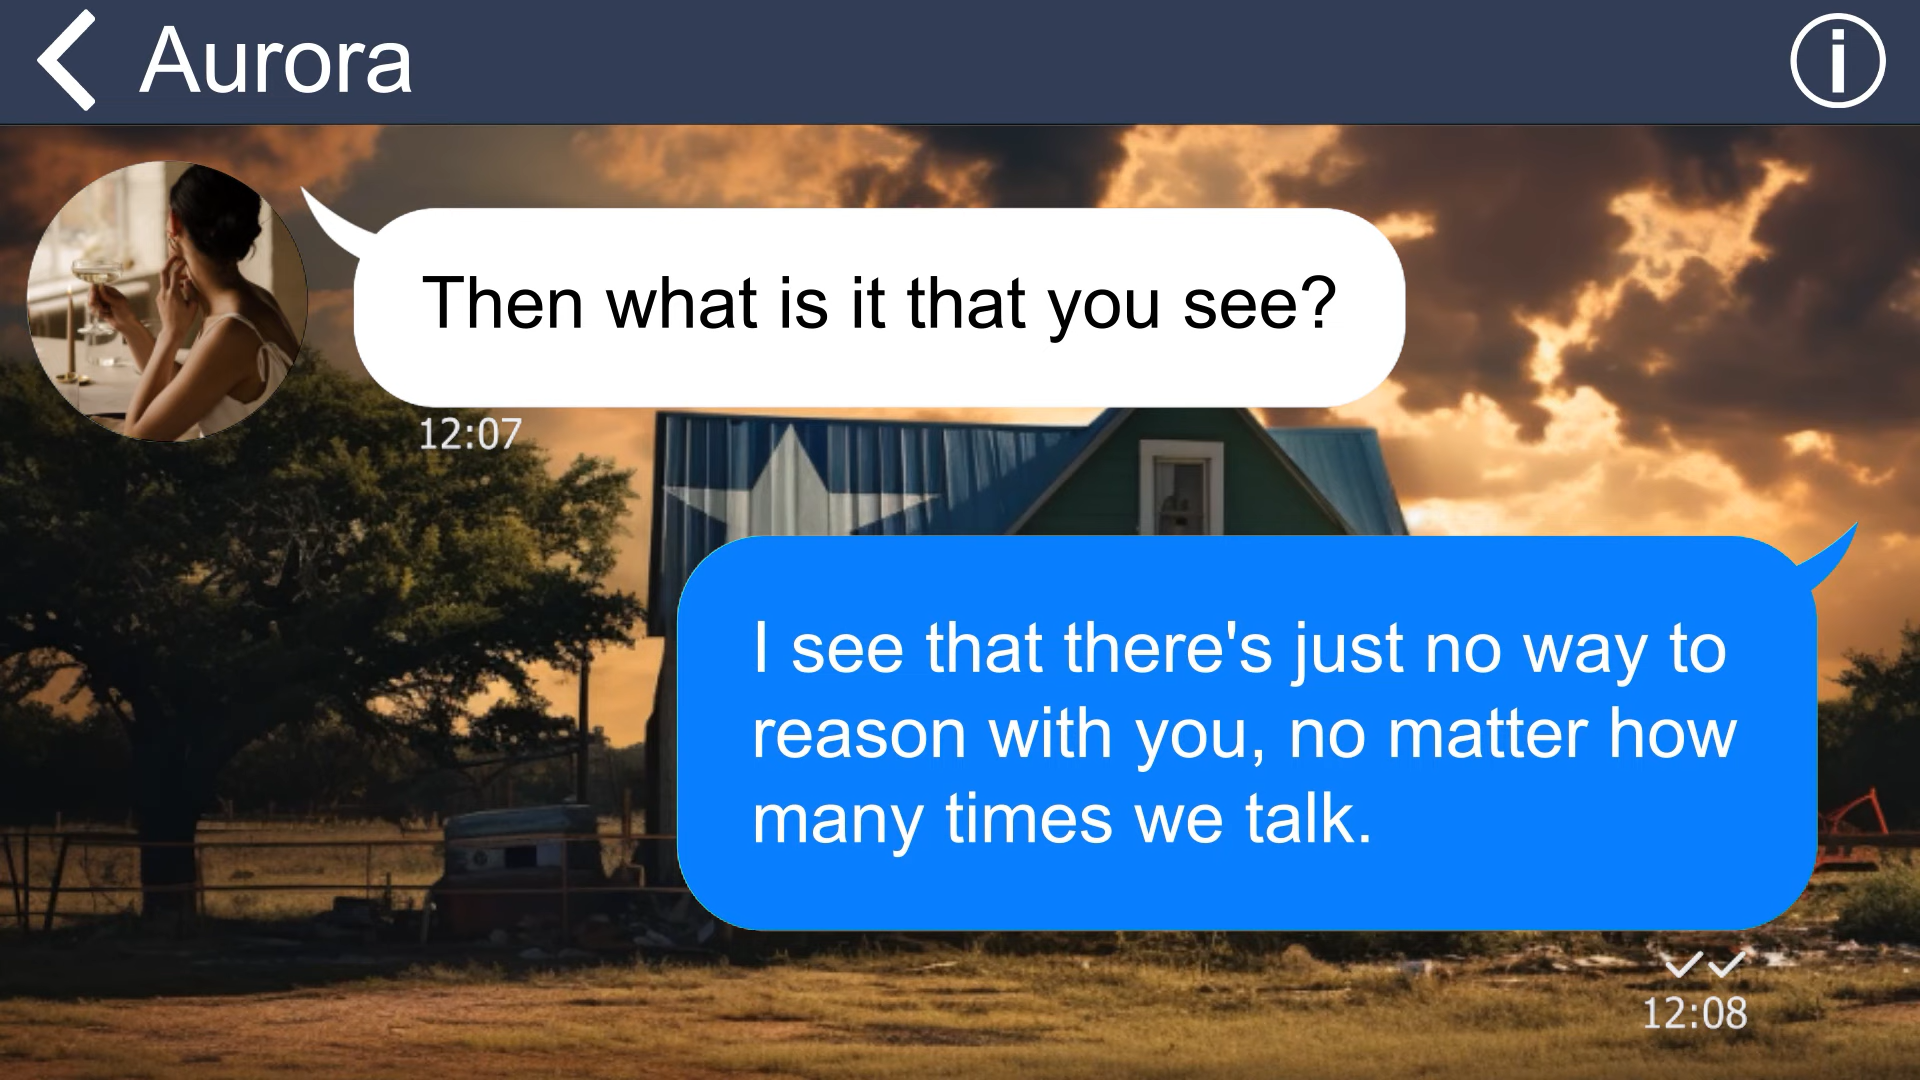 Aurora
Then what is it that you see?
12:07
I see that there's just no way to
reason with you, no matter how
many times we talk.
12:08